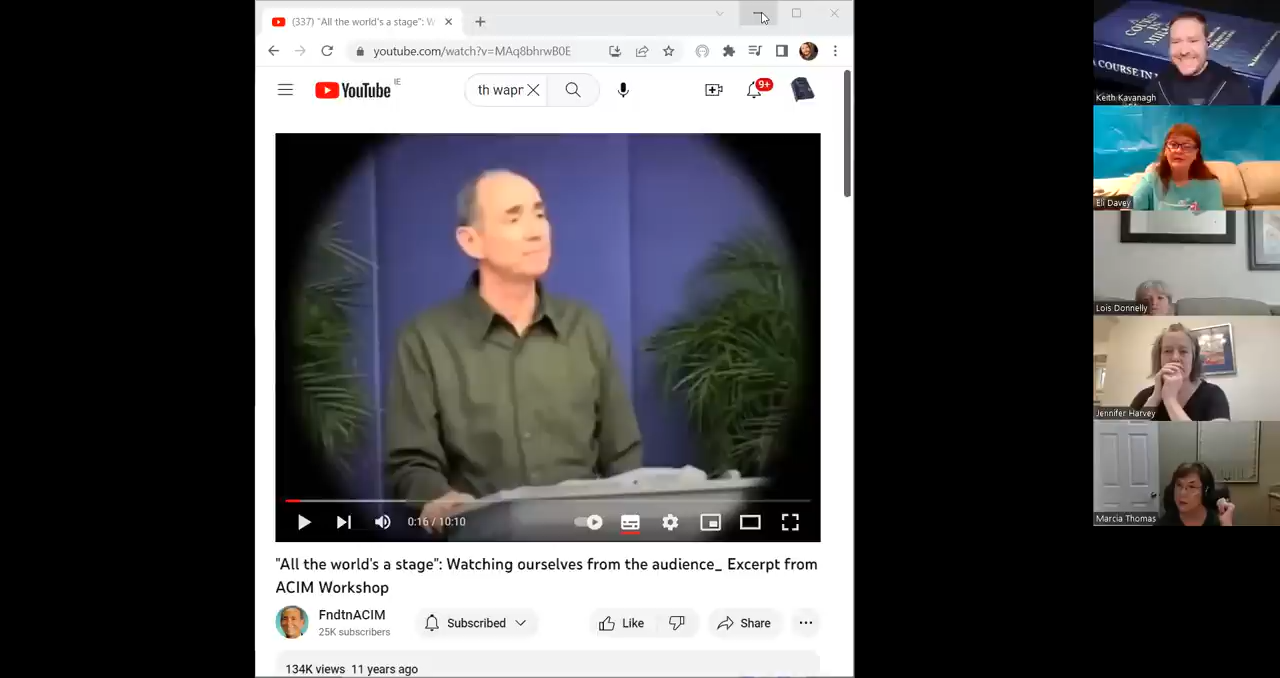 (337) "All the world's a stage": W
youtube.com/watch?v=MAq8bhrwB0E
YouTube IE
th wapr
9+
0:16 / 10:10
"All the world's a stage": Watching ourselves from the audience_ Excerpt from
ACIM Workshop
FndtnACIM
25K subscribers
Subscribed
Like
Share
134K views 11 years ago
A COURSE IN
Keith Kavanagh
Eli Davey
Lois Donnelly
Jennifer Harvey
Marcia Thomas